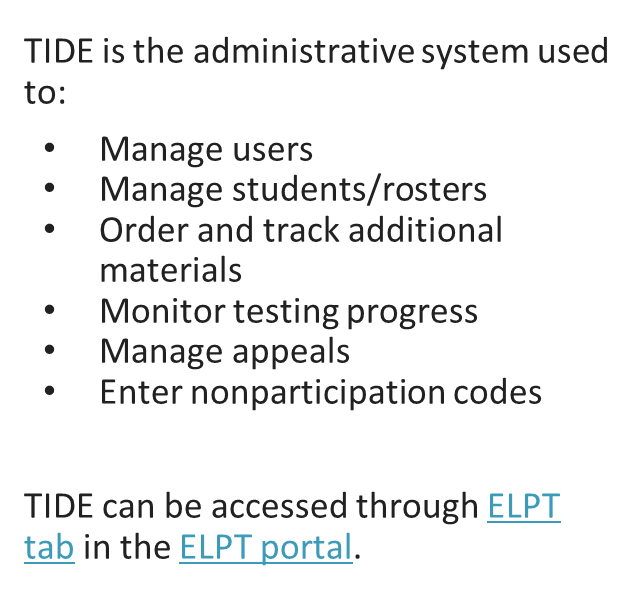 TIDE is the administrative system used
to:
• Manage users
• Manage students/rosters
• Order and track additional
materials
• Monitor testing progress
• Manage appeals
• Enter nonparticipation codes
TIDE can be accessed through ELPT
tab in the ELPT portal.